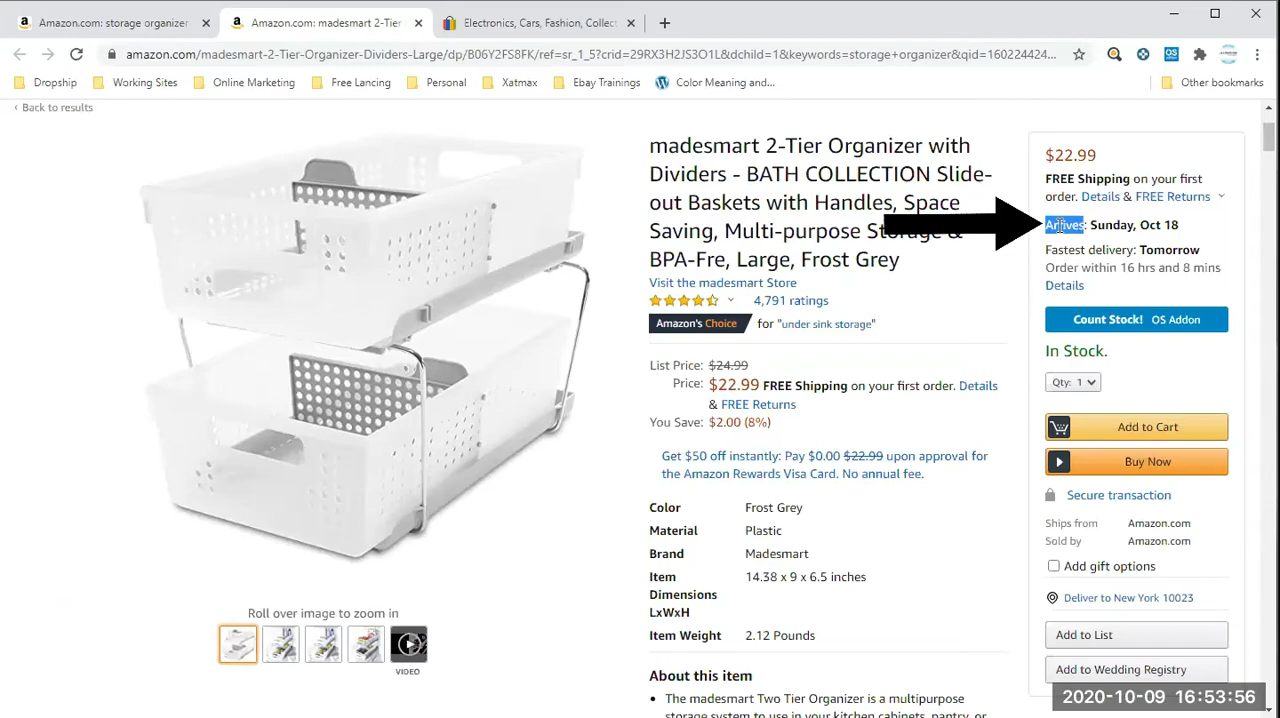 Amazon.com: storage organizer
Amazon.com: madesmart 2-Tier
Electronics, Cars, Fashion, Collect
amazon.com/madesmart-2-Tier-Organizer-Dividers-Large/dp/B06Y2FS8FK/ref=sr_1_5?crid=29RX3H2JS3O1L&dchild=1&keywords=storage+organizer&qid=160224424...
Dropship
Working Sites
Online Marketing
Free Lancing
Personal
Xatmax
Ebay Trainings
Color Meaning and...
Other bookmarks
‹ Back to results
madesmart 2-Tier Organizer with
Dividers - BATH COLLECTION Slide-
out Baskets with Handles, Space
Saving, Multi-purpose Storage &
BPA-Fre, Large, Frost Grey
Visit the madesmart Store
4,791 ratings
Amazon's Choice for "under sink storage"
List Price: $24.99
Price: $22.99 FREE Shipping on your first order. Details
& FREE Returns
You Save: $2.00 (8%)
Get $50 off instantly: Pay $0.00 $22.99 upon approval for
the Amazon Rewards Visa Card. No annual fee.
Color Frost Grey
Material Plastic
Brand Madesmart
Item 14.38 x 9 x 6.5 inches
Dimensions
LxWxH
Item Weight 2.12 Pounds
About this item
• The madesmart Two Tier Organizer is a multipurpose
storage system to use in your kitchen cabinets, pantry, or
Roll over image to zoom in
VIDEO
$22.99
FREE Shipping on your first
order. Details & FREE Returns
Arrives: Sunday, Oct 18
Fastest delivery: Tomorrow
Order within 16 hrs and 8 mins
Details
Count Stock! OS Addon
In Stock.
Qty: 1
Add to Cart
Buy Now
Secure transaction
Ships from Amazon.com
Sold by Amazon.com
Add gift options
Deliver to New York 10023
Add to List
Add to Wedding Registry
2020-10-09 16:53:56